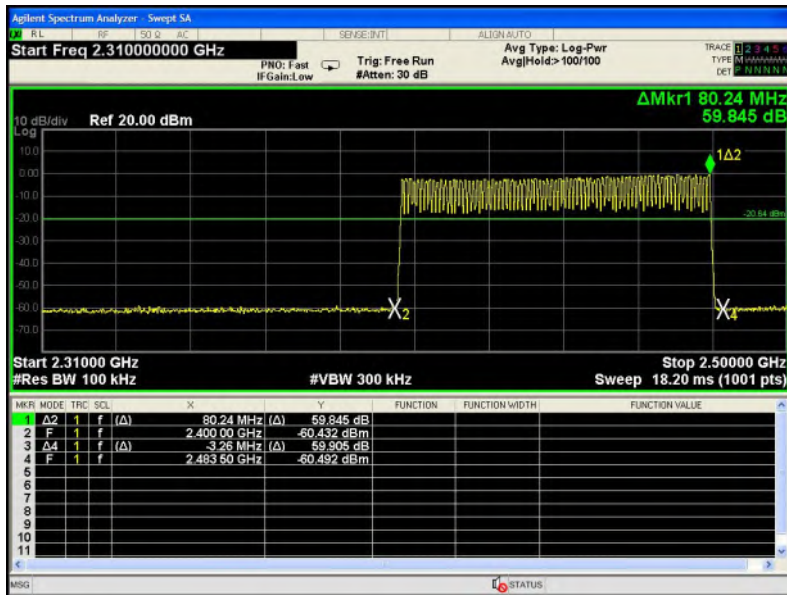 Agilent Spectrum Analyzer - Swept SA
RL RF 50 Ω AC SENSE:INT ALIGN AUTO
Start Freq 2.310000000 GHz
PNO: Fast
IFGain:Low
Trig: Free Run
#Atten: 30 dB
Avg Type: Log-Pwr
Avg|Hold:>100/100
TRACE 1 2 3 4 5
TYPE M
DET P N N N N
ΔMkr1 80.24 MHz
59.845 dB
10 dB/div Ref 20.00 dBm
Log
10.0
0.00
-10.0
-20.0
-30.0
-40.0
-50.0
-60.0
-70.0
1Δ2
-20.64 dBm
2
4
Start 2.31000 GHz Stop 2.50000 GHz
#Res BW 100 kHz #VBW 300 kHz Sweep 18.20 ms (1001 pts)
MKR MODE TRC SCL X Y FUNCTION FUNCTION WIDTH FUNCTION VALUE
1 Δ2 1 f (Δ) 80.24 MHz (Δ) 59.845 dB
2 F 1 f 2.400 00 GHz -60.432 dBm
3 Δ4 1 f (Δ) -3.26 MHz (Δ) 59.905 dB
4 F 1 f 2.483 50 GHz -60.492 dBm
5
6
7
8
9
10
11
MSG STATUS